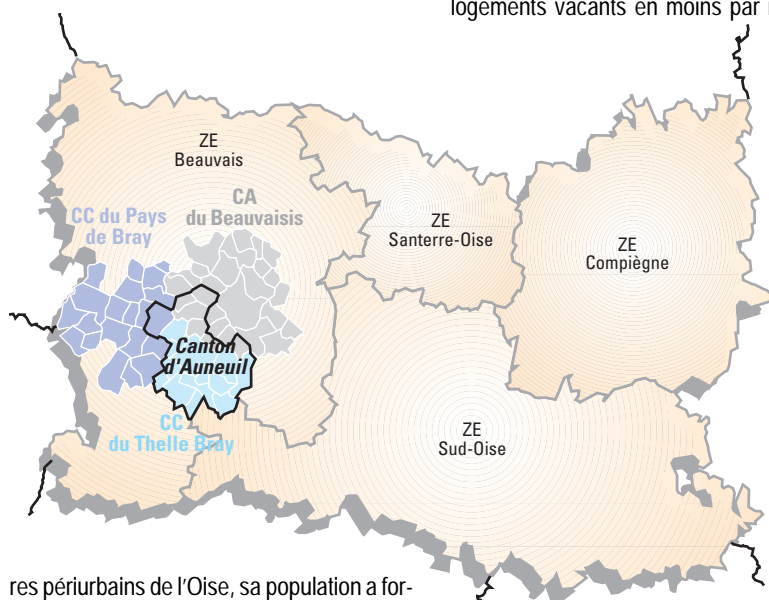 logements vacants en moins par
ZE
Beauvais
CA
du Beauvaisis
CC du Pays
de Bray
ZE
Santerre-Oise
ZE
Compiègne
Canton
d'Auneuil
CC
du Thelle Bray
ZE
Sud-Oise
res périurbains de l'Oise, sa population a for-